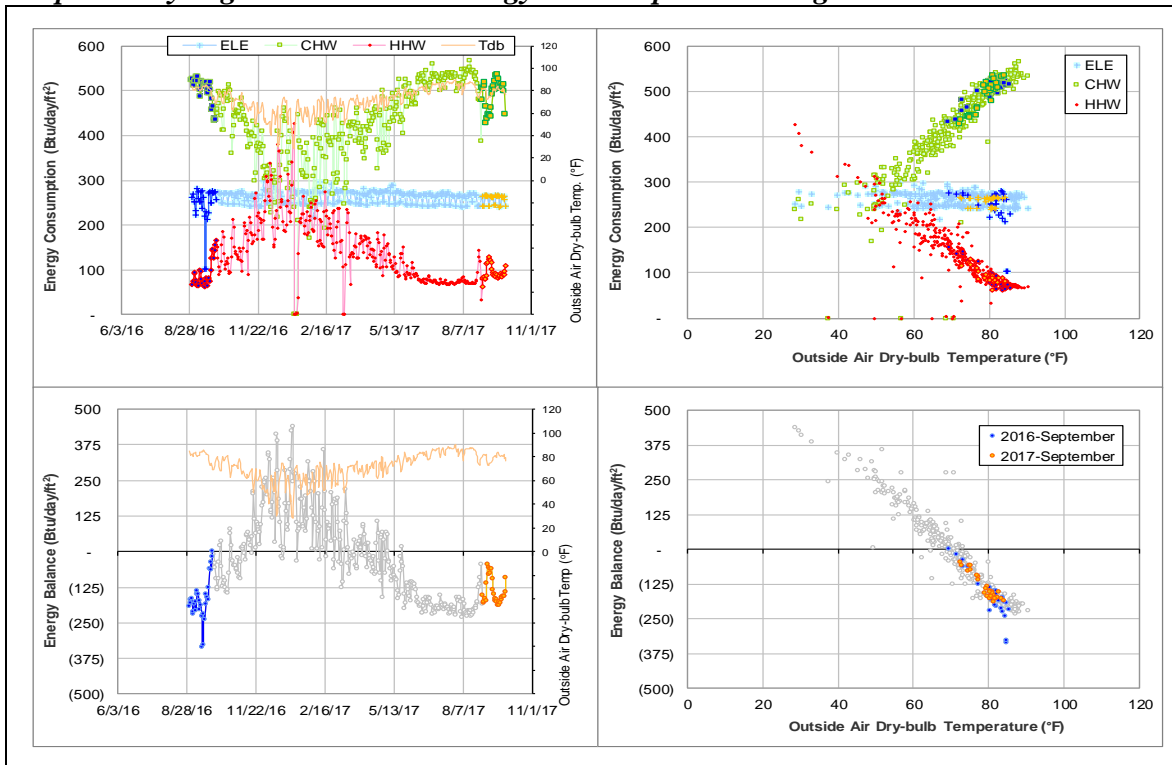 ELE CHW HHW Tdb
Energy Consumption (Btu/day/ft²)
600
500
400
300
200
100
-
120
100
80
60
40
20
0
Outside Air Dry-bulb Temp. (°F)
6/3/16 8/28/16 11/22/16 2/16/17 5/13/17 8/7/17 11/1/17
Energy Consumption (Btu/day/ft²)
600
500
400
300
200
100
-
ELE
CHW
HHW
0 20 40 60 80 100 120
Outside Air Dry-bulb Temperature (°F)
Energy Balance (Btu/day/ft²)
500
375
250
125
-
(125)
(250)
(375)
(500)
120
100
80
60
40
20
0
Outside Air Dry-bulb Temp (°F)
6/3/16 8/28/16 11/22/16 2/16/17 5/13/17 8/7/17 11/1/17
Energy Balance (Btu/day/ft²)
500
375
250
125
-
(125)
(250)
(375)
(500)
2016-September
2017-September
0 20 40 60 80 100 120
Outside Air Dry-bulb Temperature (°F)